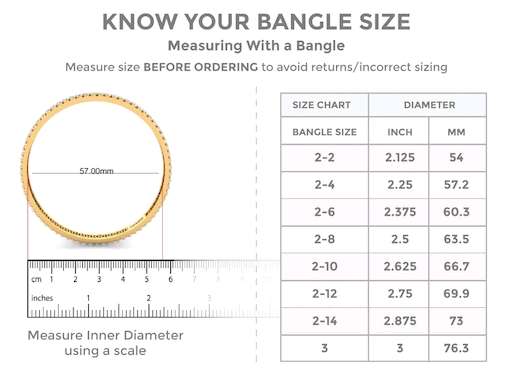 KNOW YOUR BANGLE SIZE
Measuring With a Bangle
Measure size BEFORE ORDERING to avoid returns/incorrect sizing
57.00mm
cm 1 2 3 4 5 6
inches 1 2 3
Measure Inner Diameter
using a scale
SIZE CHART DIAMETER
BANGLE SIZE INCH MM
2-2 2.125 54
2-4 2.25 57.2
2-6 2.375 60.3
2-8 2.5 63.5
2-10 2.625 66.7
2-12 2.75 69.9
2-14 2.875 73
3 3 76.3